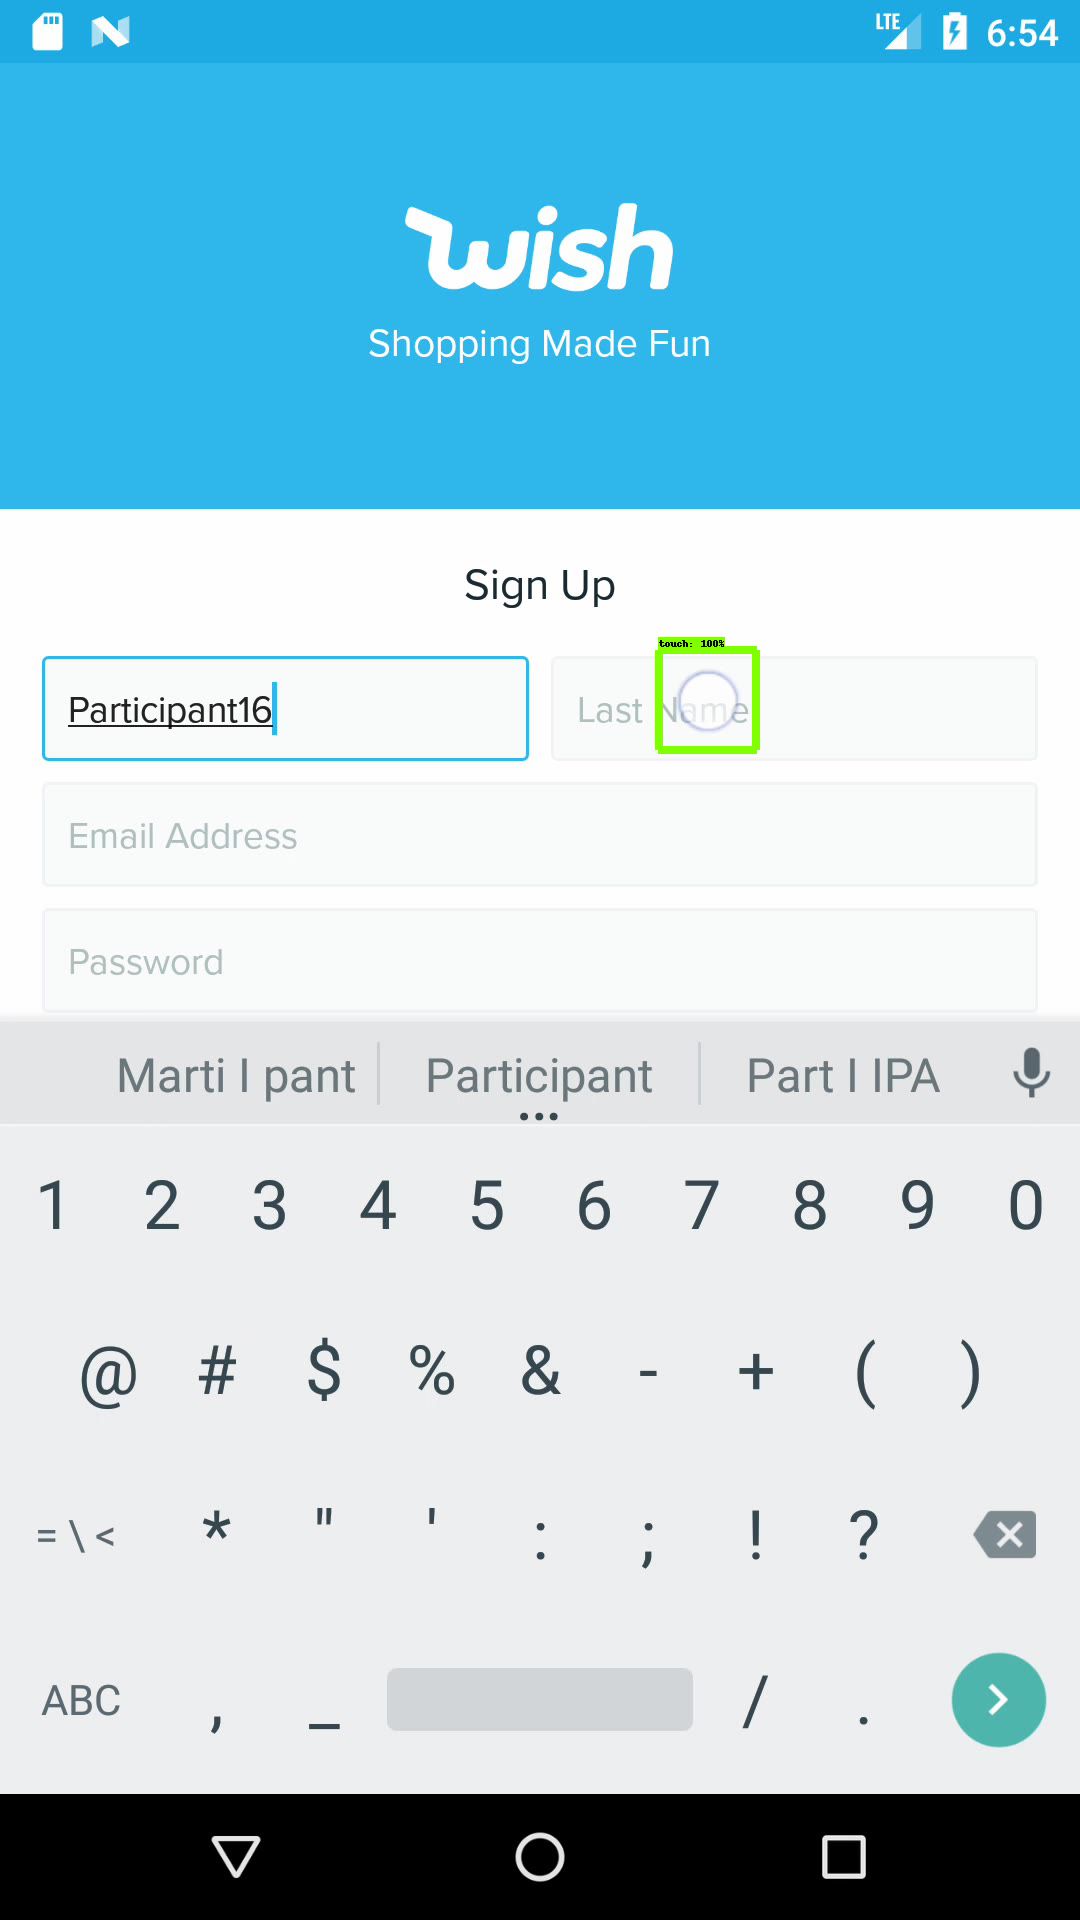 LTE 6:54
wish
Shopping Made Fun
Sign Up
touch: 100%
Participant16
Last Name
Email Address
Password
Marti I pant Participant Part I IPA
1 2 3 4 5 6 7 8 9 0
@ # $ % & - + ( )
= \ < * " ' : ; ! ?
ABC , _ / .